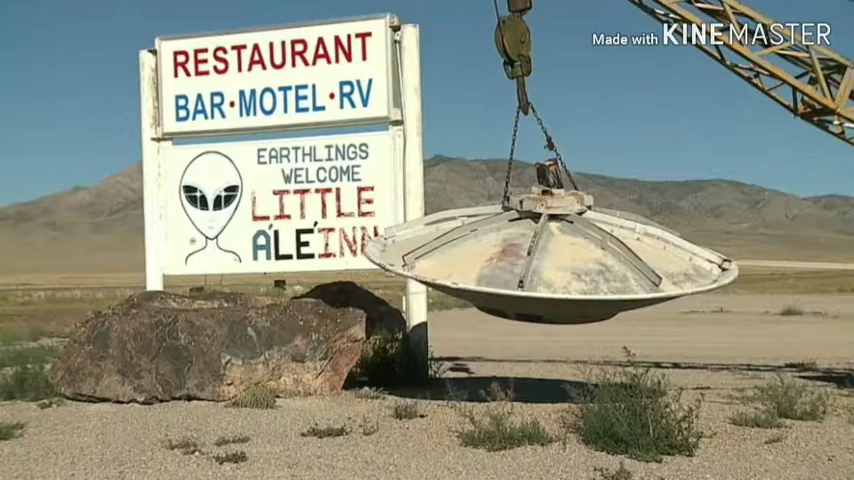 Made with KINEMASTER
RESTAURANT
BAR·MOTEL·RV
EARTHLINGS
WELCOME
LITTLE
A'LE'INN